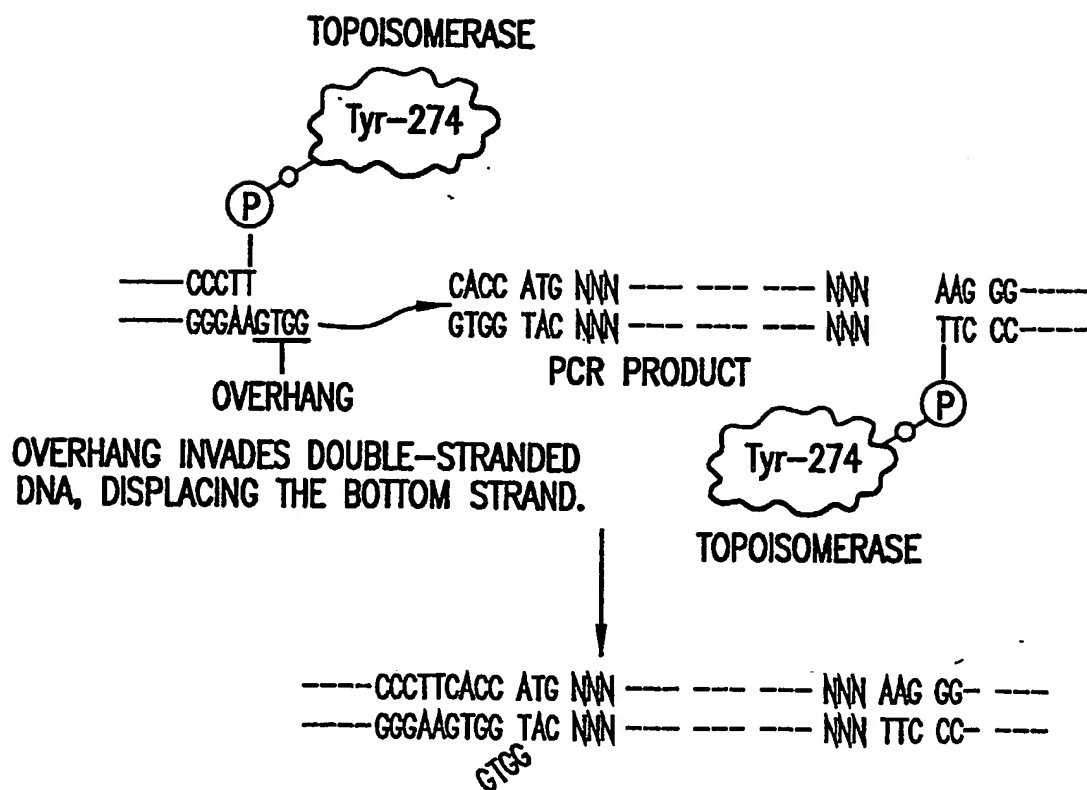 TOPOISOMERASE
Tyr-274
P
CCCTT
GGGAAGTGG
OVERHANG
CACC ATG NNN NNN AAG GG
GTGG TAC NNN NNN TTC CC
PCR PRODUCT
P
Tyr-274
TOPOISOMERASE
OVERHANG INVADES DOUBLE-STRANDED
DNA, DISPLACING THE BOTTOM STRAND.
CCCTTCACC ATG NNN NNN AAG GG
GGGAAGTGG TAC NNN NNN TTC CC
GTGG